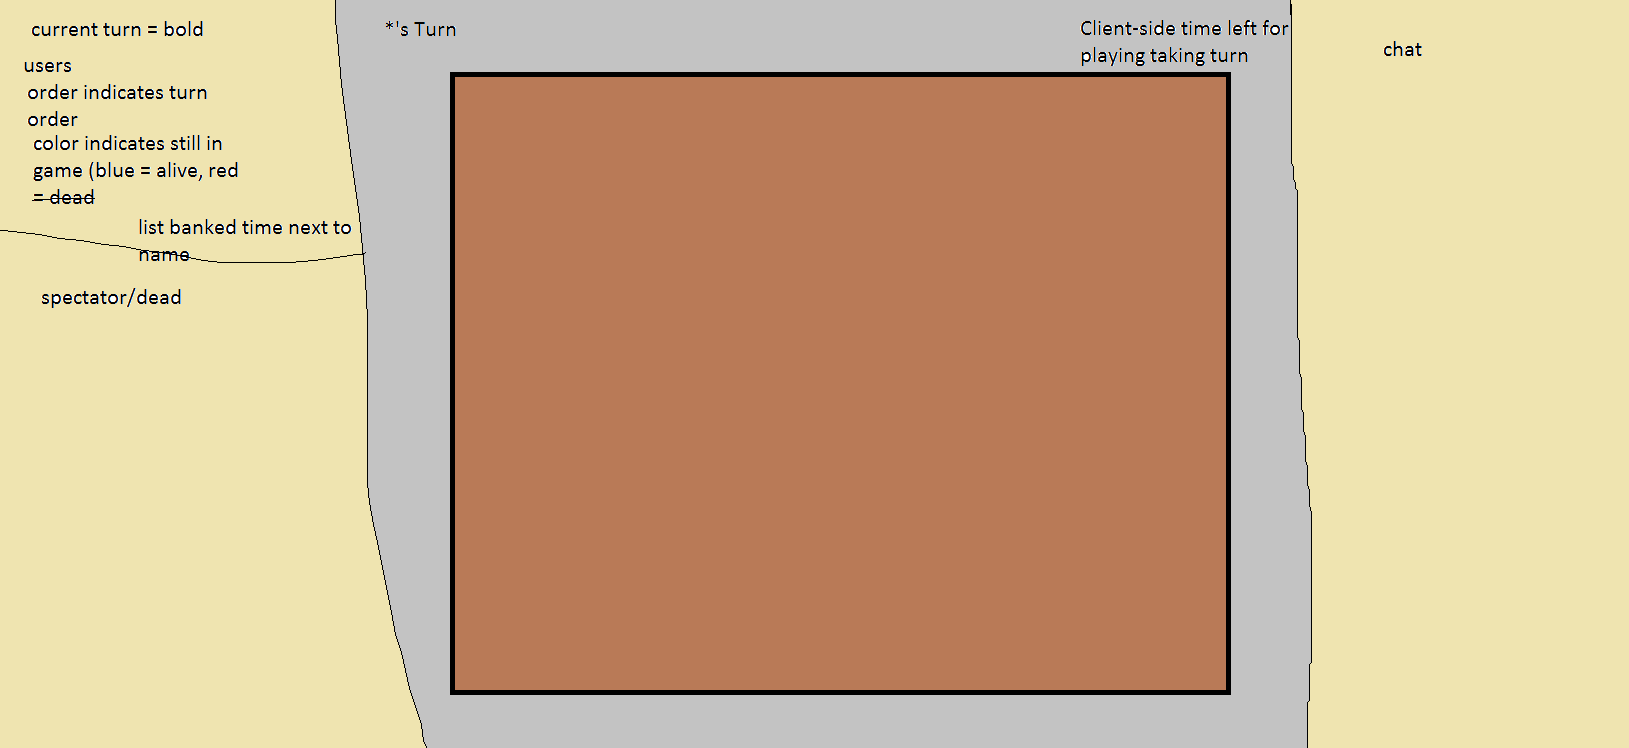 current turn = bold
users
order indicates turn
order
color indicates still in
game (blue = alive, red
= dead
list banked time next to
name
spectator/dead
*'s Turn
Client-side time left for
playing taking turn
chat